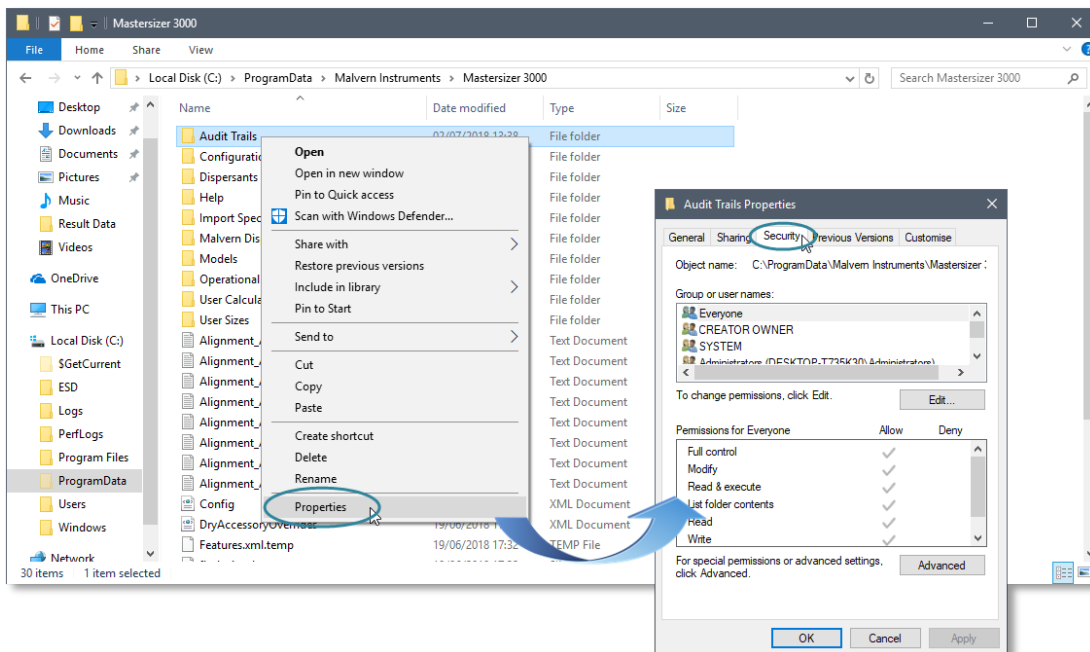 Mastersizer 3000
File Home Share View
Local Disk (C:) > ProgramData > Malvern Instruments > Mastersizer 3000
Search Mastersizer 3000
Desktop
Downloads
Documents
Pictures
Music
Result Data
Videos
OneDrive
This PC
Local Disk (C:)
$GetCurrent
ESD
Logs
PerfLogs
Program Files
ProgramData
Users
Windows
Network
Name Date modified Type Size
Audit Trails 02/07/2018 13:38 File folder
Configuratio File folder
Dispersants File folder
Help File folder
Import Spec File folder
Malvern Dis File folder
Models File folder
Operational File folder
User Calcula File folder
User Sizes File folder
Alignment_ Text Document
Alignment_ Text Document
Alignment_ Text Document
Alignment_ Text Document
Alignment_ Text Document
Alignment_ Text Document
Alignment_ Text Document
Alignment_ Text Document
Config XML Document
DryAccessoryOverrides 19/06/2018 XML Document
Features.xml.temp 19/06/2018 17:32 TEMP File
Open
Open in new window
Pin to Quick access
Scan with Windows Defender...
Share with
Restore previous versions
Include in library
Pin to Start
Send to
Cut
Copy
Paste
Create shortcut
Delete
Rename
Properties
30 items 1 item selected
Audit Trails Properties
General Sharing Security Previous Versions Customise
Object name: C:\ProgramData\Malvern Instruments\Mastersizer :
Group or user names:
Everyone
CREATOR OWNER
SYSTEM
Administrators (DESKTOP-T735K30\Administrators)
To change permissions, click Edit.
Edit...
Permissions for Everyone Allow Deny
Full control
Modify
Read & execute
List folder contents
Read
Write
For special permissions or advanced settings,
click Advanced.
Advanced
OK Cancel Apply